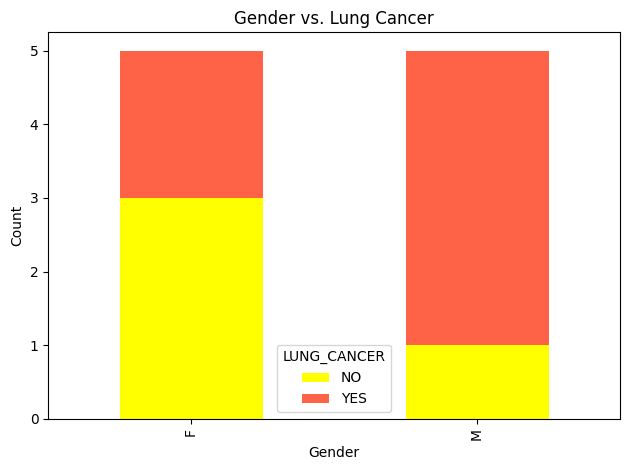 Gender vs. Lung Cancer
Count
5
4
3
2
1
0
LUNG_CANCER
NO
YES
F
M
Gender